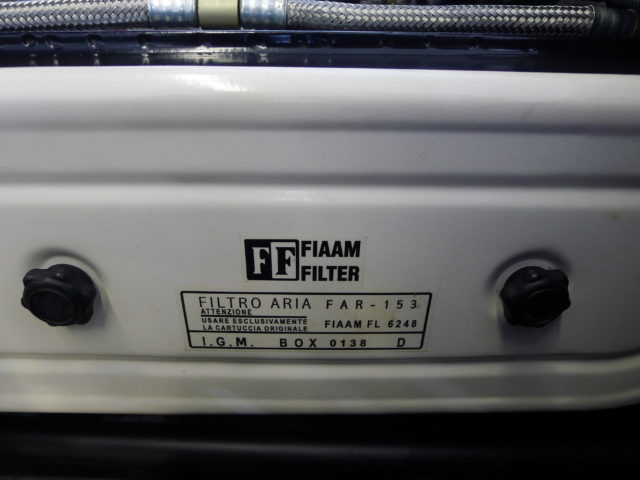 FF FIAAM
FILTER
FILTRO ARIA FAR-153
ATTENZIONE
USARE ESCLUSIVAMENTE
LA CARTUCCIA ORIGINALE FIAAM FL 6248
I.G.M. BOX 0138 D